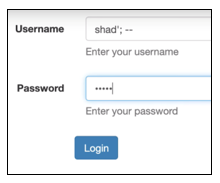 Username shad'; --
Enter your username
Password •••••
Enter your password
Login